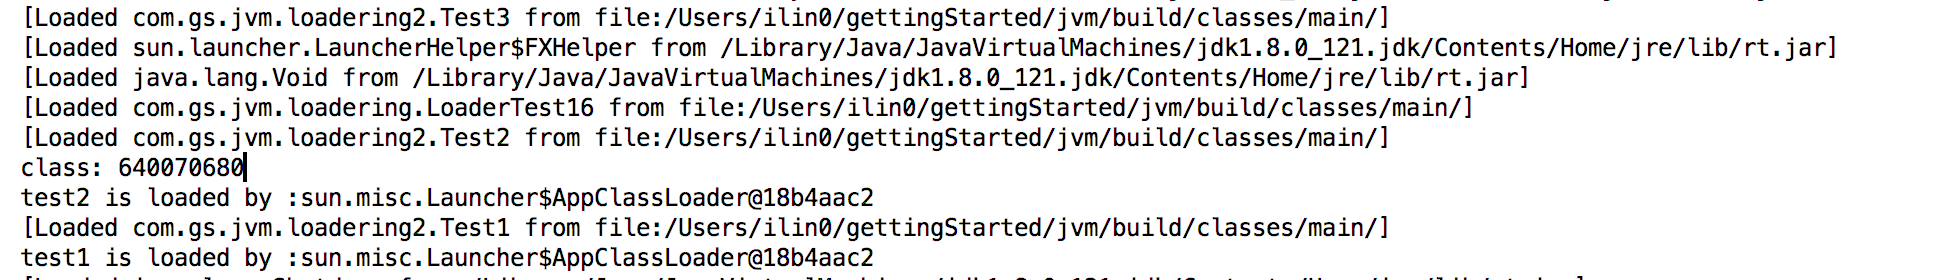 [Loaded com.gs.jvm.loadering2.Test3 from file:/Users/ilin0/gettingStarted/jvm/build/classes/main/]
[Loaded sun.launcher.LauncherHelper$FXHelper from /Library/Java/JavaVirtualMachines/jdk1.8.0_121.jdk/Contents/Home/jre/lib/rt.jar]
[Loaded java.lang.Void from /Library/Java/JavaVirtualMachines/jdk1.8.0_121.jdk/Contents/Home/jre/lib/rt.jar]
[Loaded com.gs.jvm.loadering.LoaderTest16 from file:/Users/ilin0/gettingStarted/jvm/build/classes/main/]
[Loaded com.gs.jvm.loadering2.Test2 from file:/Users/ilin0/gettingStarted/jvm/build/classes/main/]
class: 640070680
test2 is loaded by :sun.misc.Launcher$AppClassLoader@18b4aac2
[Loaded com.gs.jvm.loadering2.Test1 from file:/Users/ilin0/gettingStarted/jvm/build/classes/main/]
test1 is loaded by :sun.misc.Launcher$AppClassLoader@18b4aac2